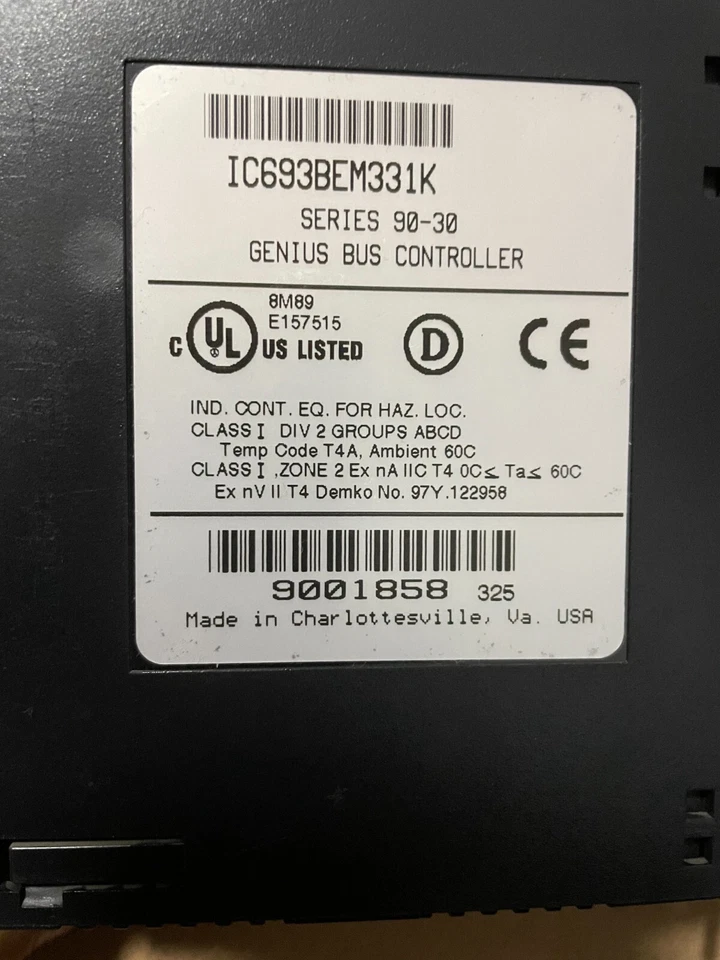 IC693BEM331K
SERIES 90-30
GENIUS BUS CONTROLLER
8M89
E157515
C UL US LISTED
D
CE
IND. CONT. EQ. FOR HAZ. LOC.
CLASS I DIV 2 GROUPS ABCD
Temp Code T4A, Ambient 60C
CLASS I ,ZONE 2 Ex nA IIC T4 0C≤ Ta≤ 60C
Ex nV II T4 Demko No. 97Y.122958
9001858 325
Made in Charlottesville, Va. USA